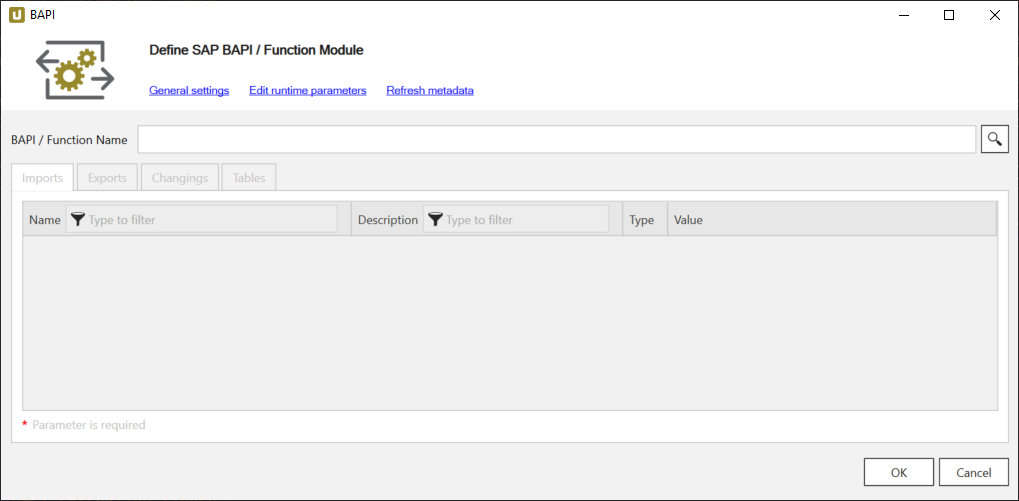 BAPI
Define SAP BAPI / Function Module
General settings Edit runtime parameters Refresh metadata
BAPI / Function Name
Imports Exports Changings Tables
Name Type to filter Description Type to filter Type Value
* Parameter is required
OK Cancel